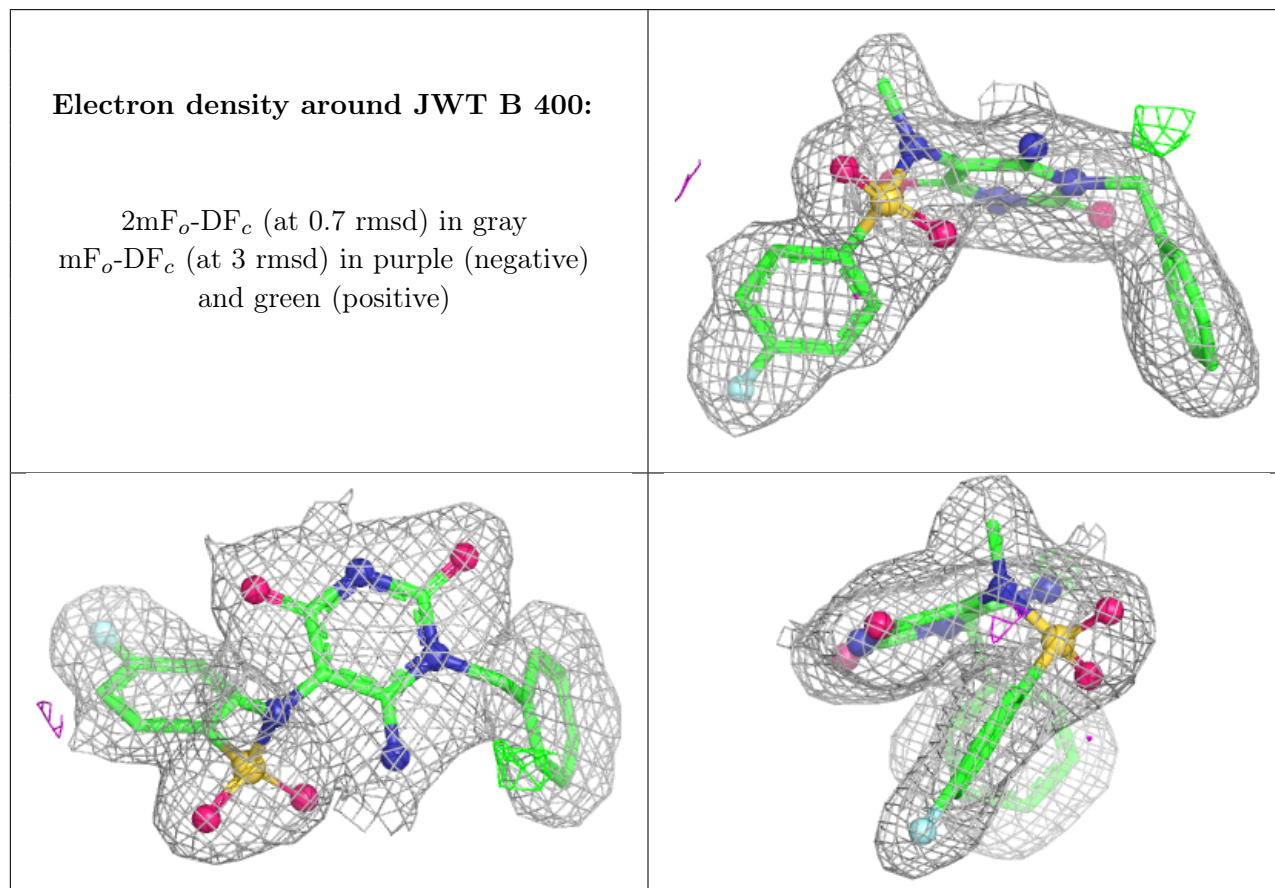 Electron density around JWT B 400:
2mFₒ-DF𝒸 (at 0.7 rmsd) in gray
mFₒ-DF𝒸 (at 3 rmsd) in purple (negative)
and green (positive)